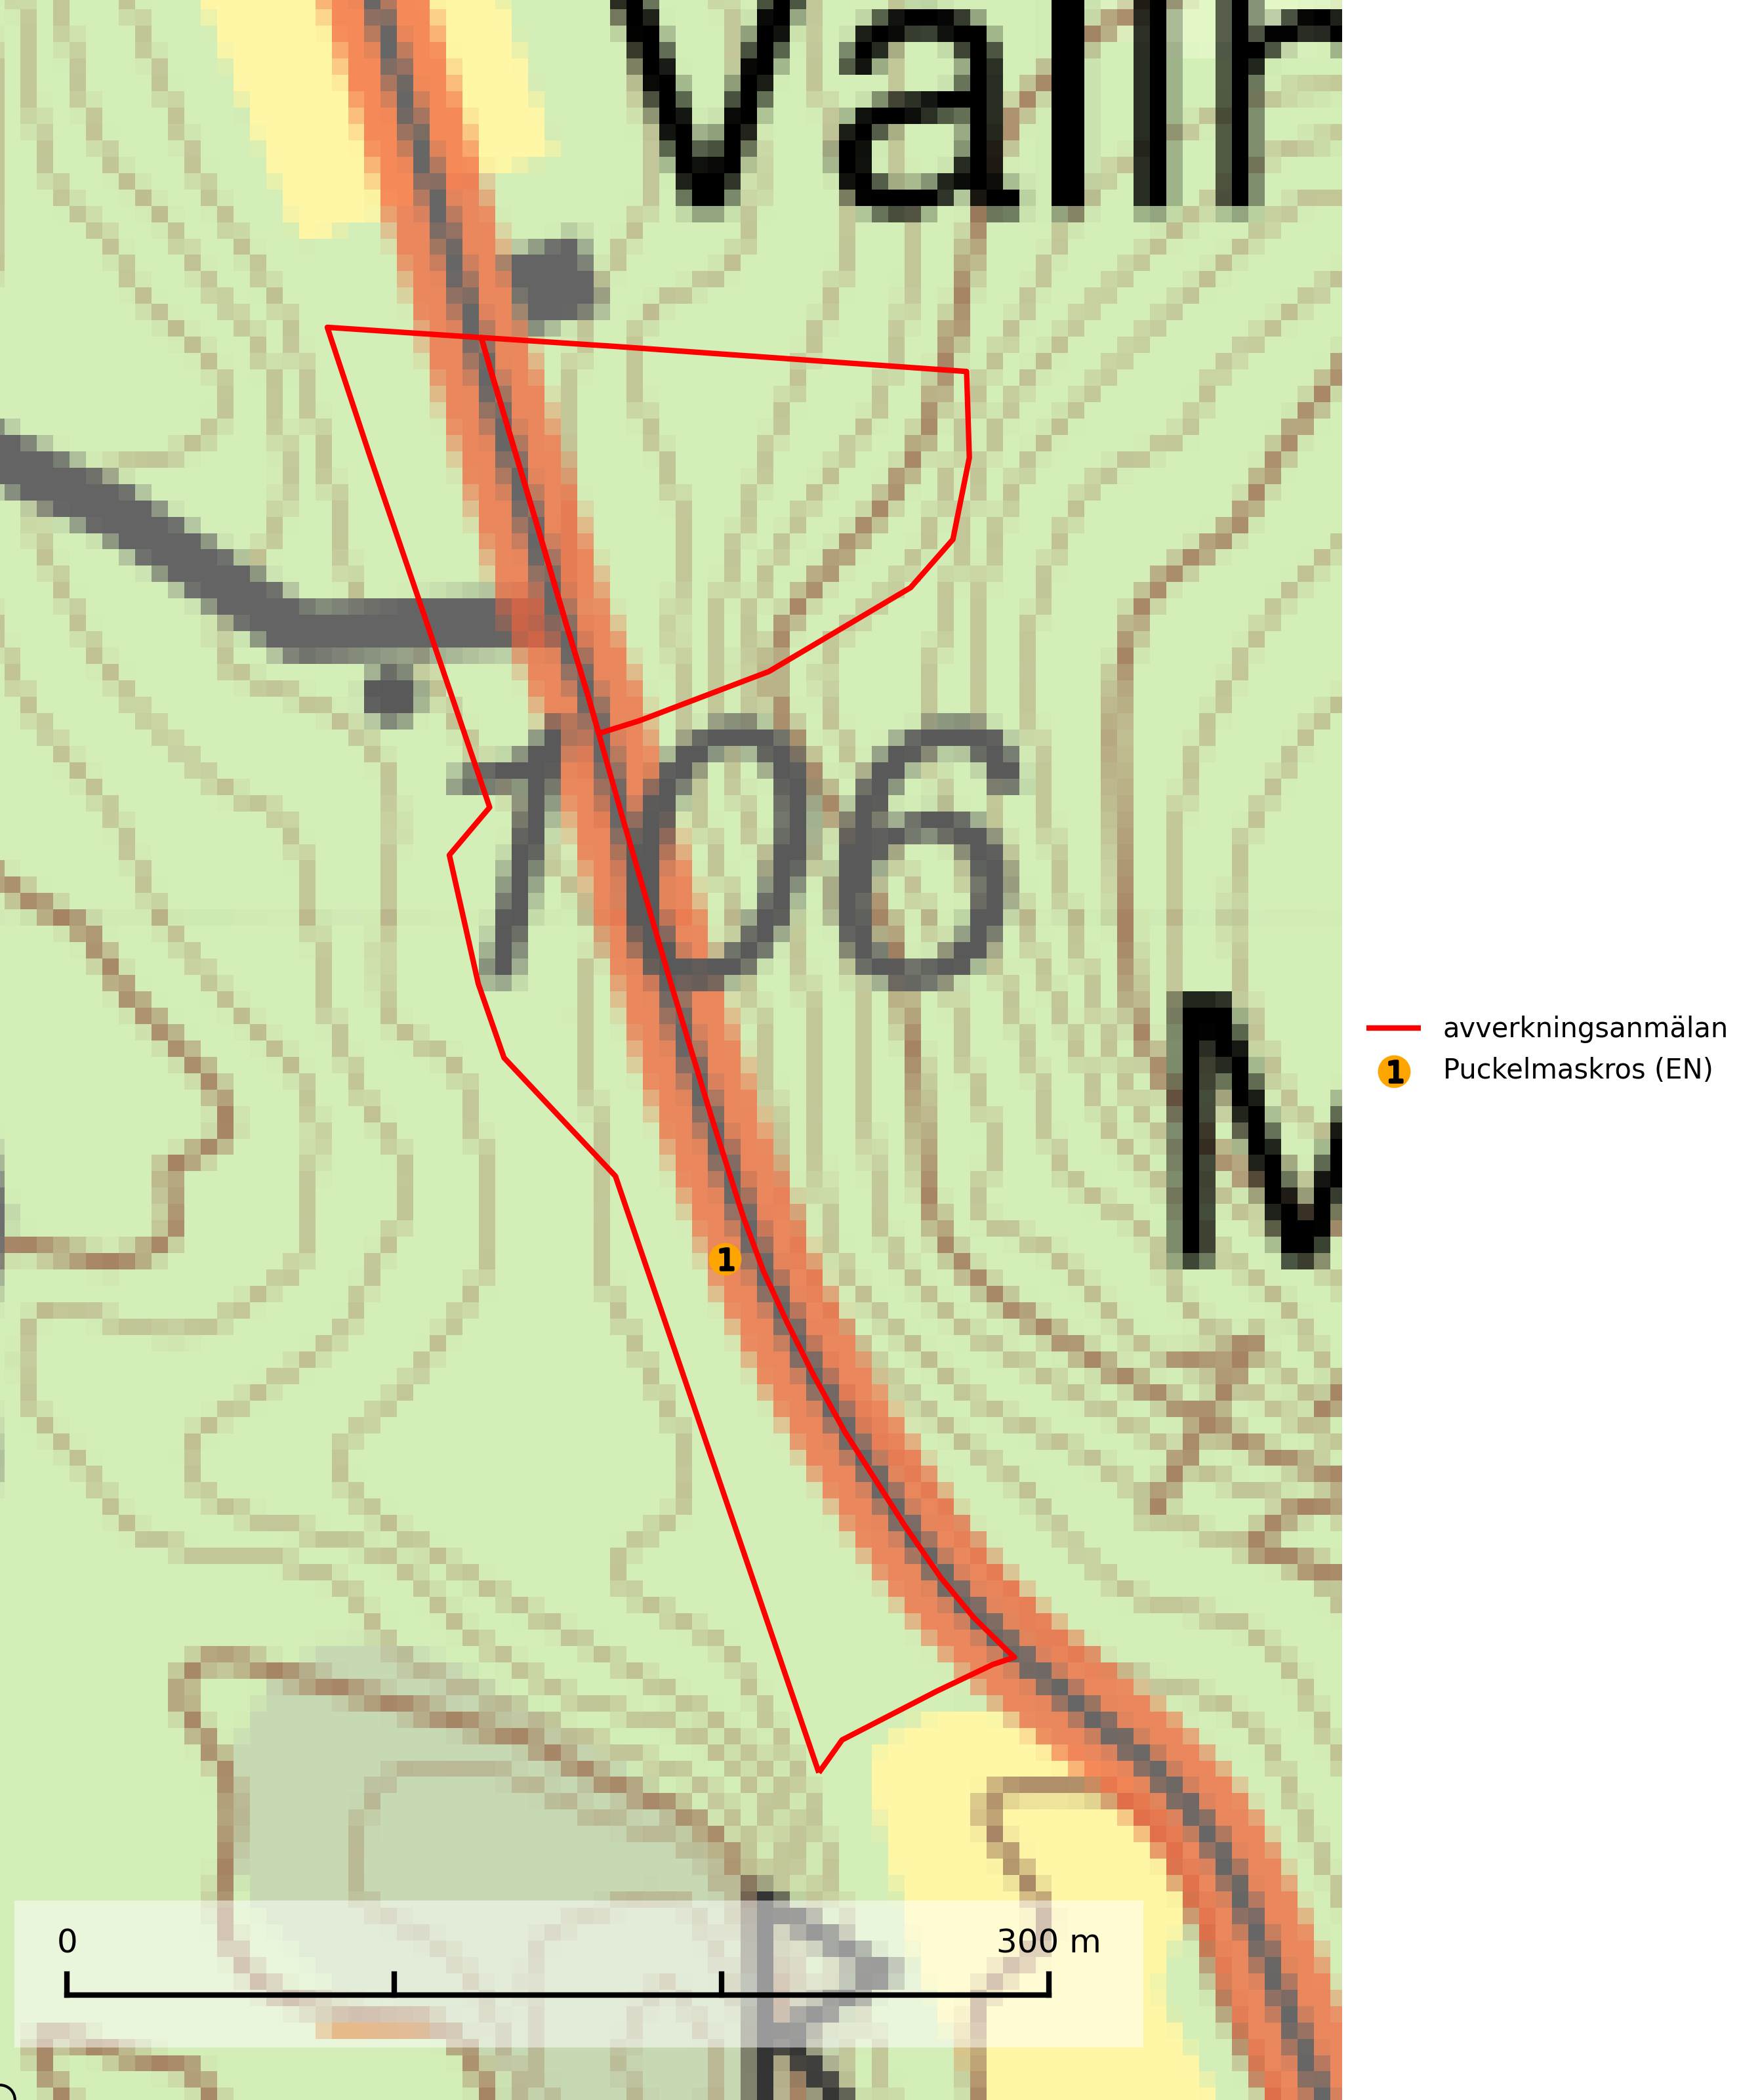 106
avverkningsanmälan
1 Puckelmaskros (EN)
1
0 300 m